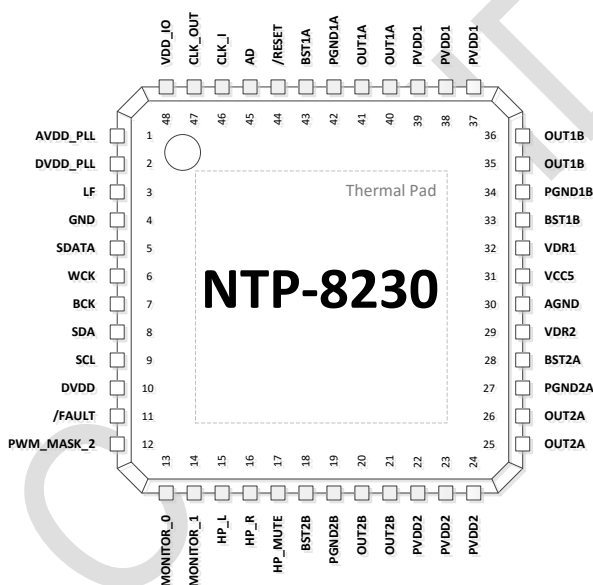 VDD_IO
CLK_OUT
CLK_I
AD
/RESET
BST1A
PGND1A
OUT1A
OUT1A
PVDD1
PVDD1
PVDD1
48
47
46
45
44
43
42
41
40
39
38
37
AVDD_PLL 1
DVDD_PLL 2
LF 3
GND 4
SDATA 5
WCK 6
BCK 7
SDA 8
SCL 9
DVDD 10
/FAULT 11
PWM_MASK_2 12
Thermal Pad
NTP-8230
36 OUT1B
35 OUT1B
34 PGND1B
33 BST1B
32 VDR1
31 VCC5
30 AGND
29 VDR2
28 BST2A
27 PGND2A
26 OUT2A
25 OUT2A
13
14
15
16
17
18
19
20
21
22
23
24
MONITOR_0
MONITOR_1
HP_L
HP_R
HP_MUTE
BST2B
PGND2B
OUT2B
OUT2B
PVDD2
PVDD2
PVDD2